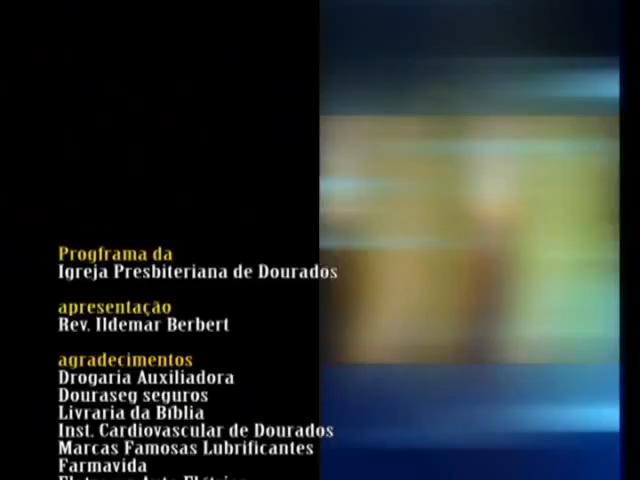 Progframa da
Igreja Presbiteriana de Dourados
apresentação
Rev. Ildemar Berbert
agradecimentos
Drogaria Auxiliadora
Douraseg seguros
Livraria da Bíblia
Inst. Cardiovascular de Dourados
Marcas Famosas Lubrificantes
Farmavida